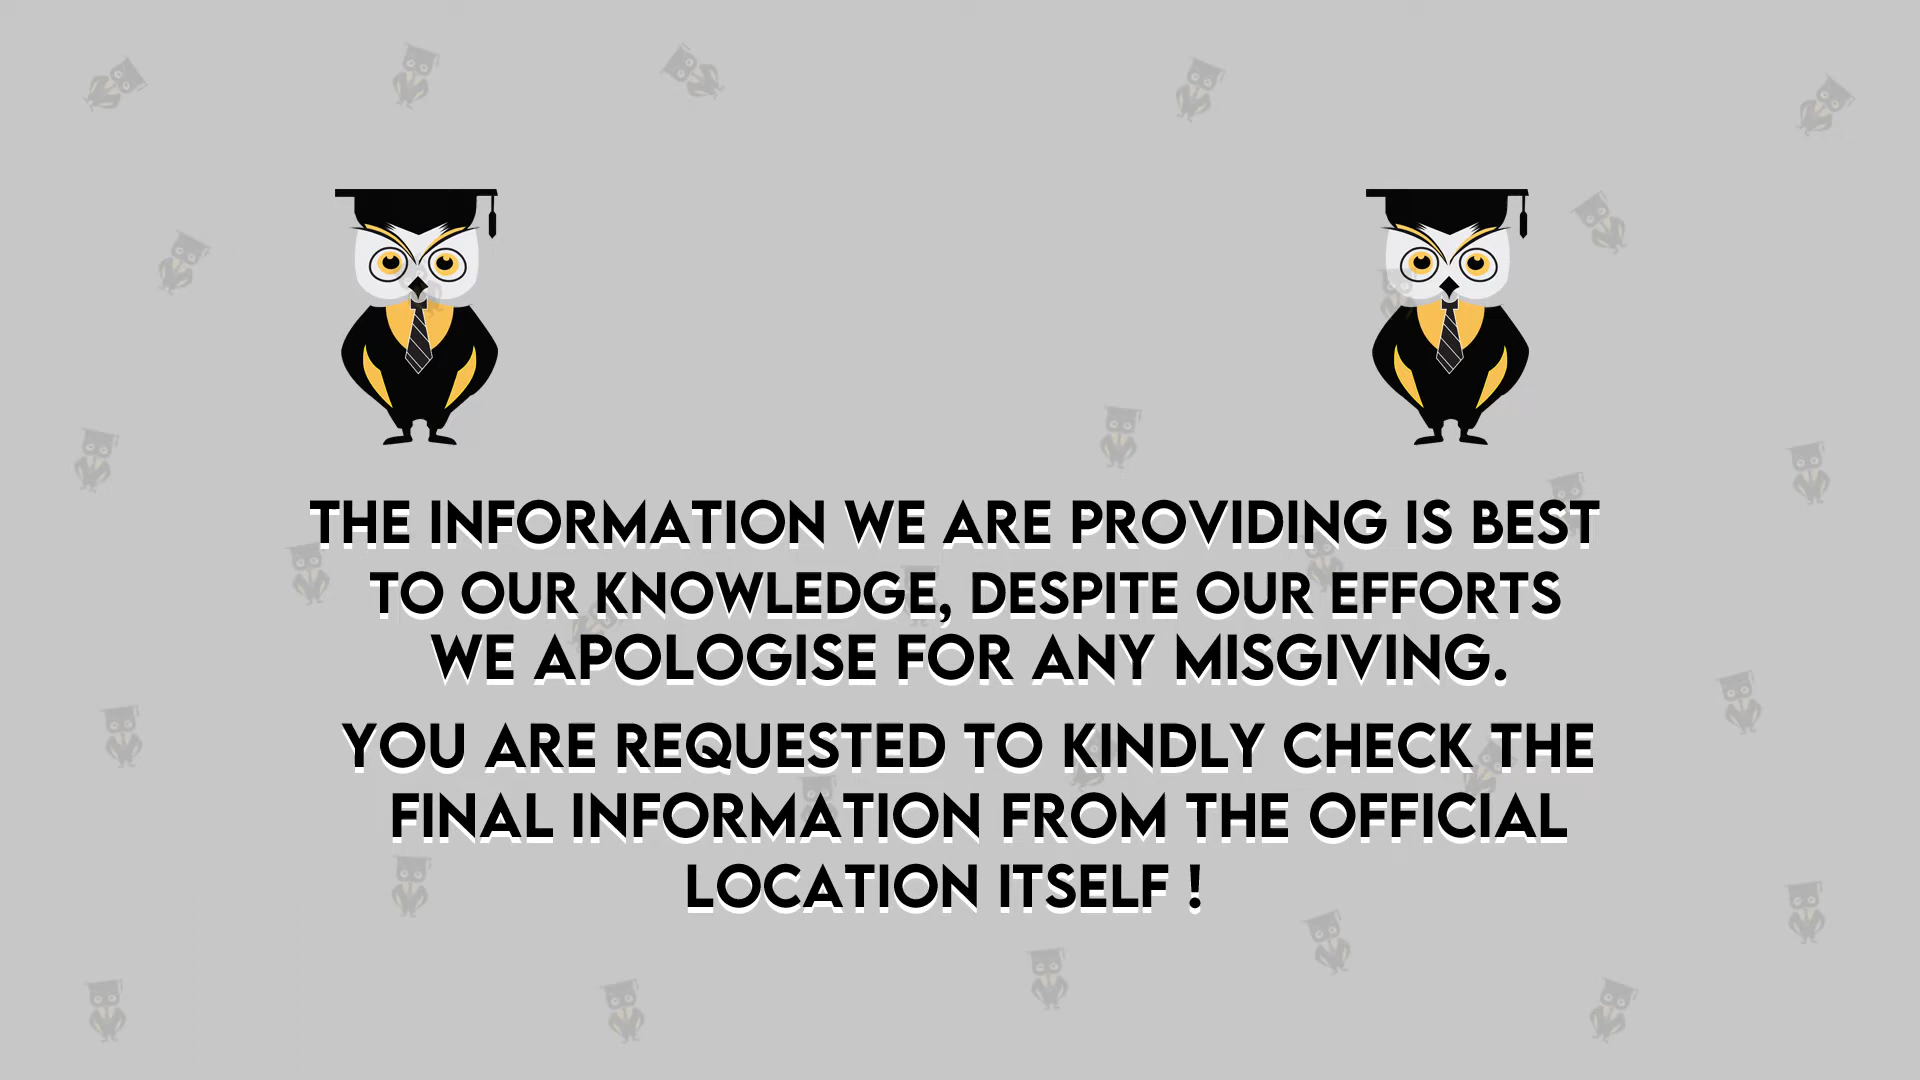 THE INFORMATION WE ARE PROVIDING IS BEST
TO OUR KNOWLEDGE, DESPITE OUR EFFORTS
WE APOLOGISE FOR ANY MISGIVING.
YOU ARE REQUESTED TO KINDLY CHECK THE
FINAL INFORMATION FROM THE OFFICIAL
LOCATION ITSELF !